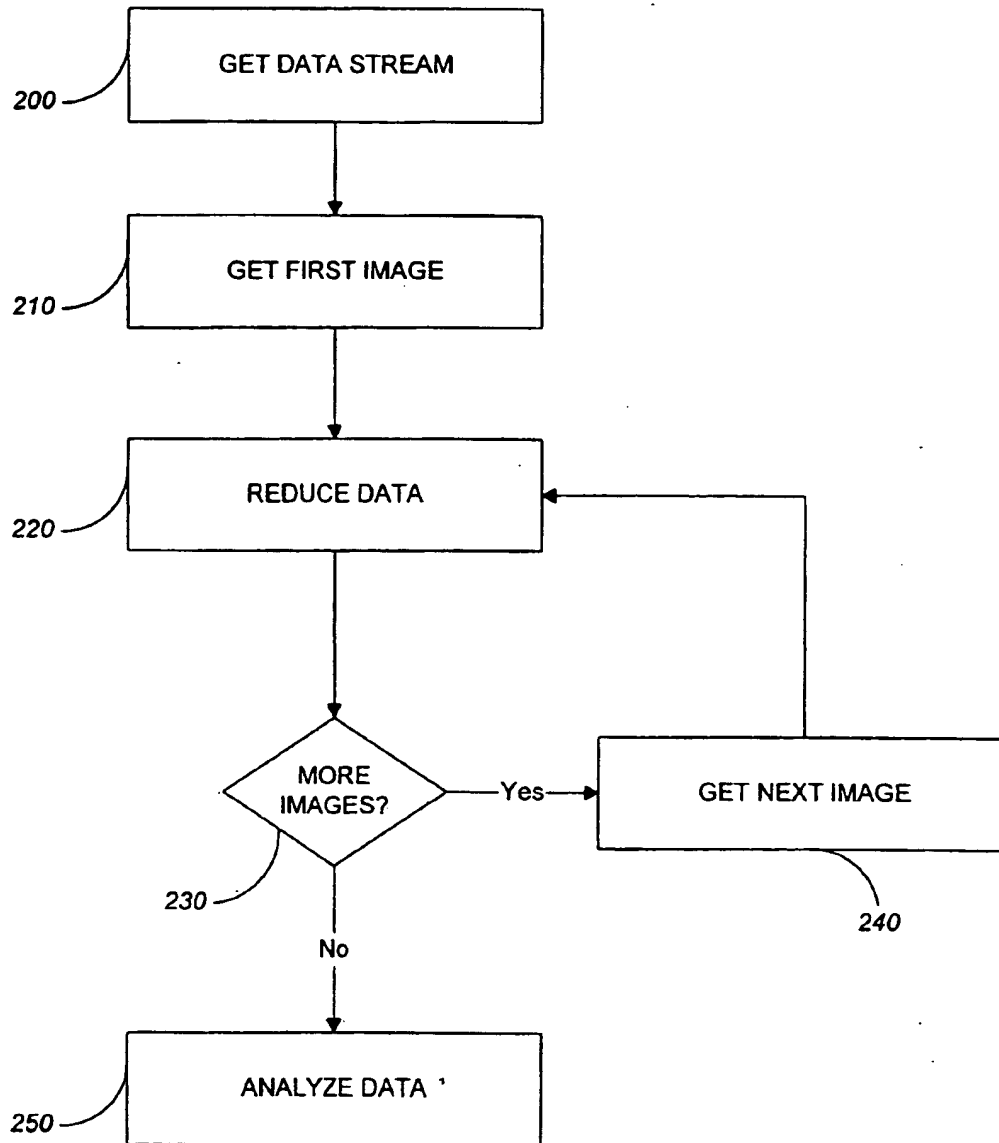 GET DATA STREAM
200
GET FIRST IMAGE
210
REDUCE DATA
220
MORE
IMAGES?
Yes
GET NEXT IMAGE
230
240
No
ANALYZE DATA
250